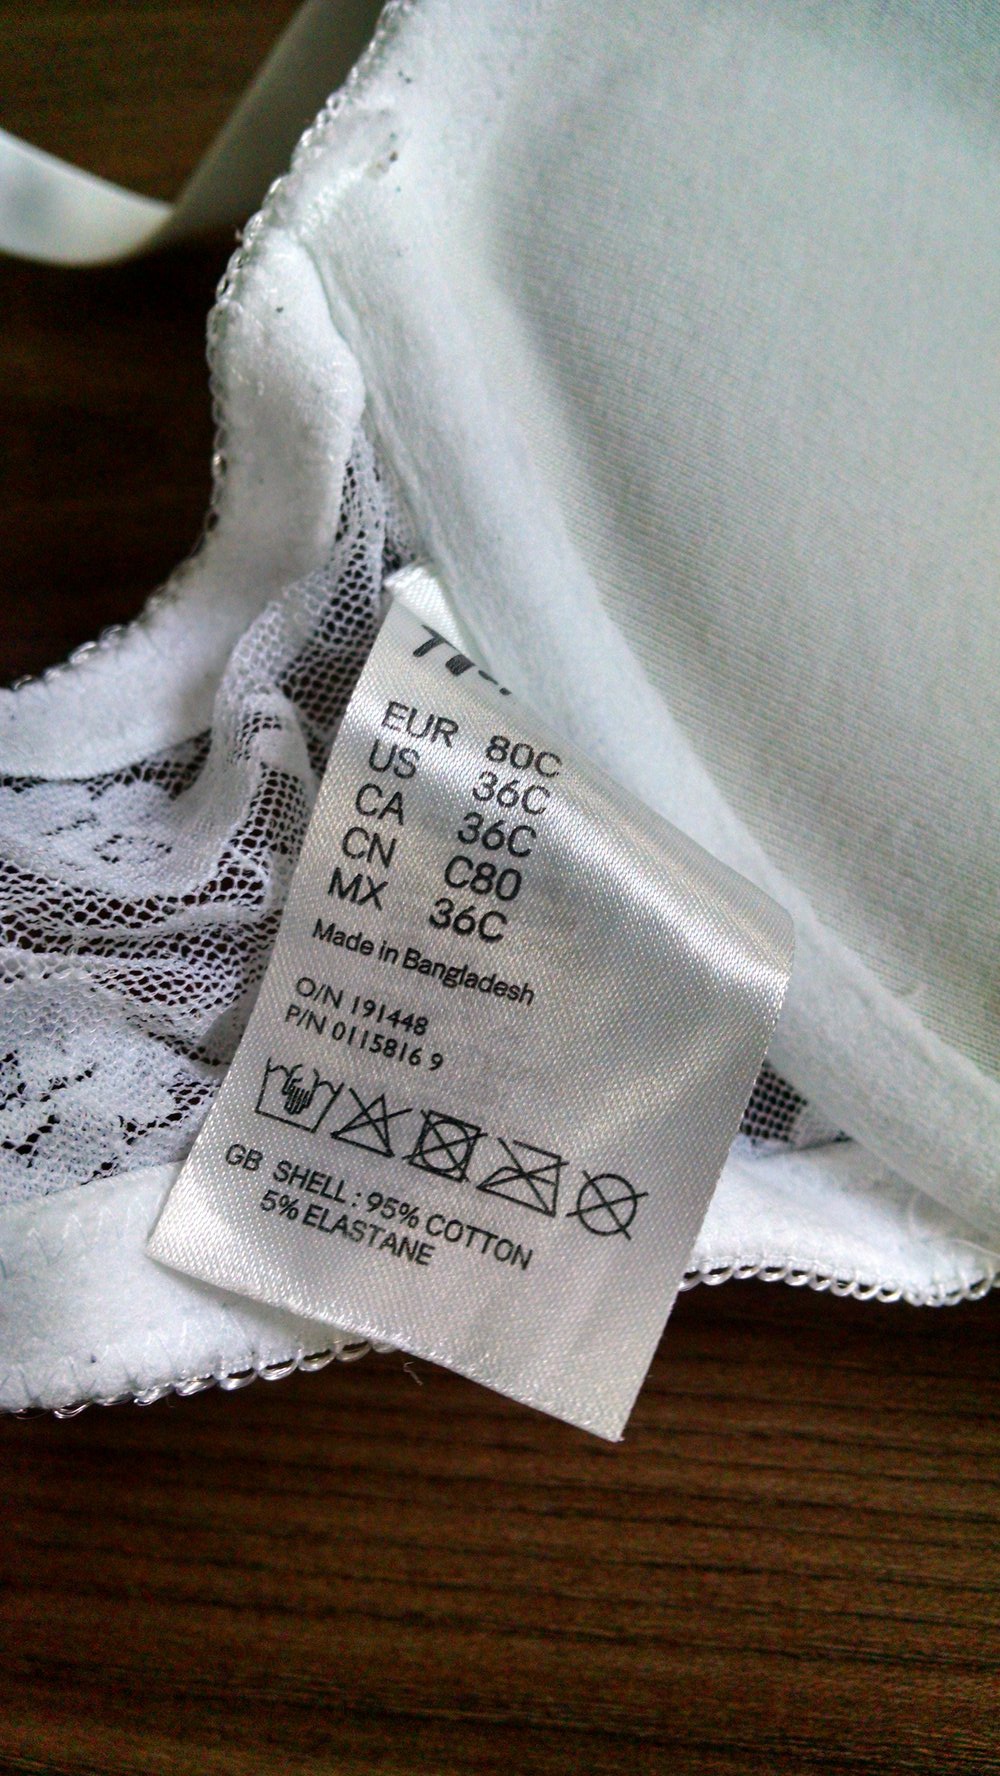 EUR 80C
US 36C
CA 36C
CN C80
MX 36C
Made in Bangladesh
O/N 191448
P/N 0115816 9
GB SHELL : 95% COTTON
5% ELASTANE